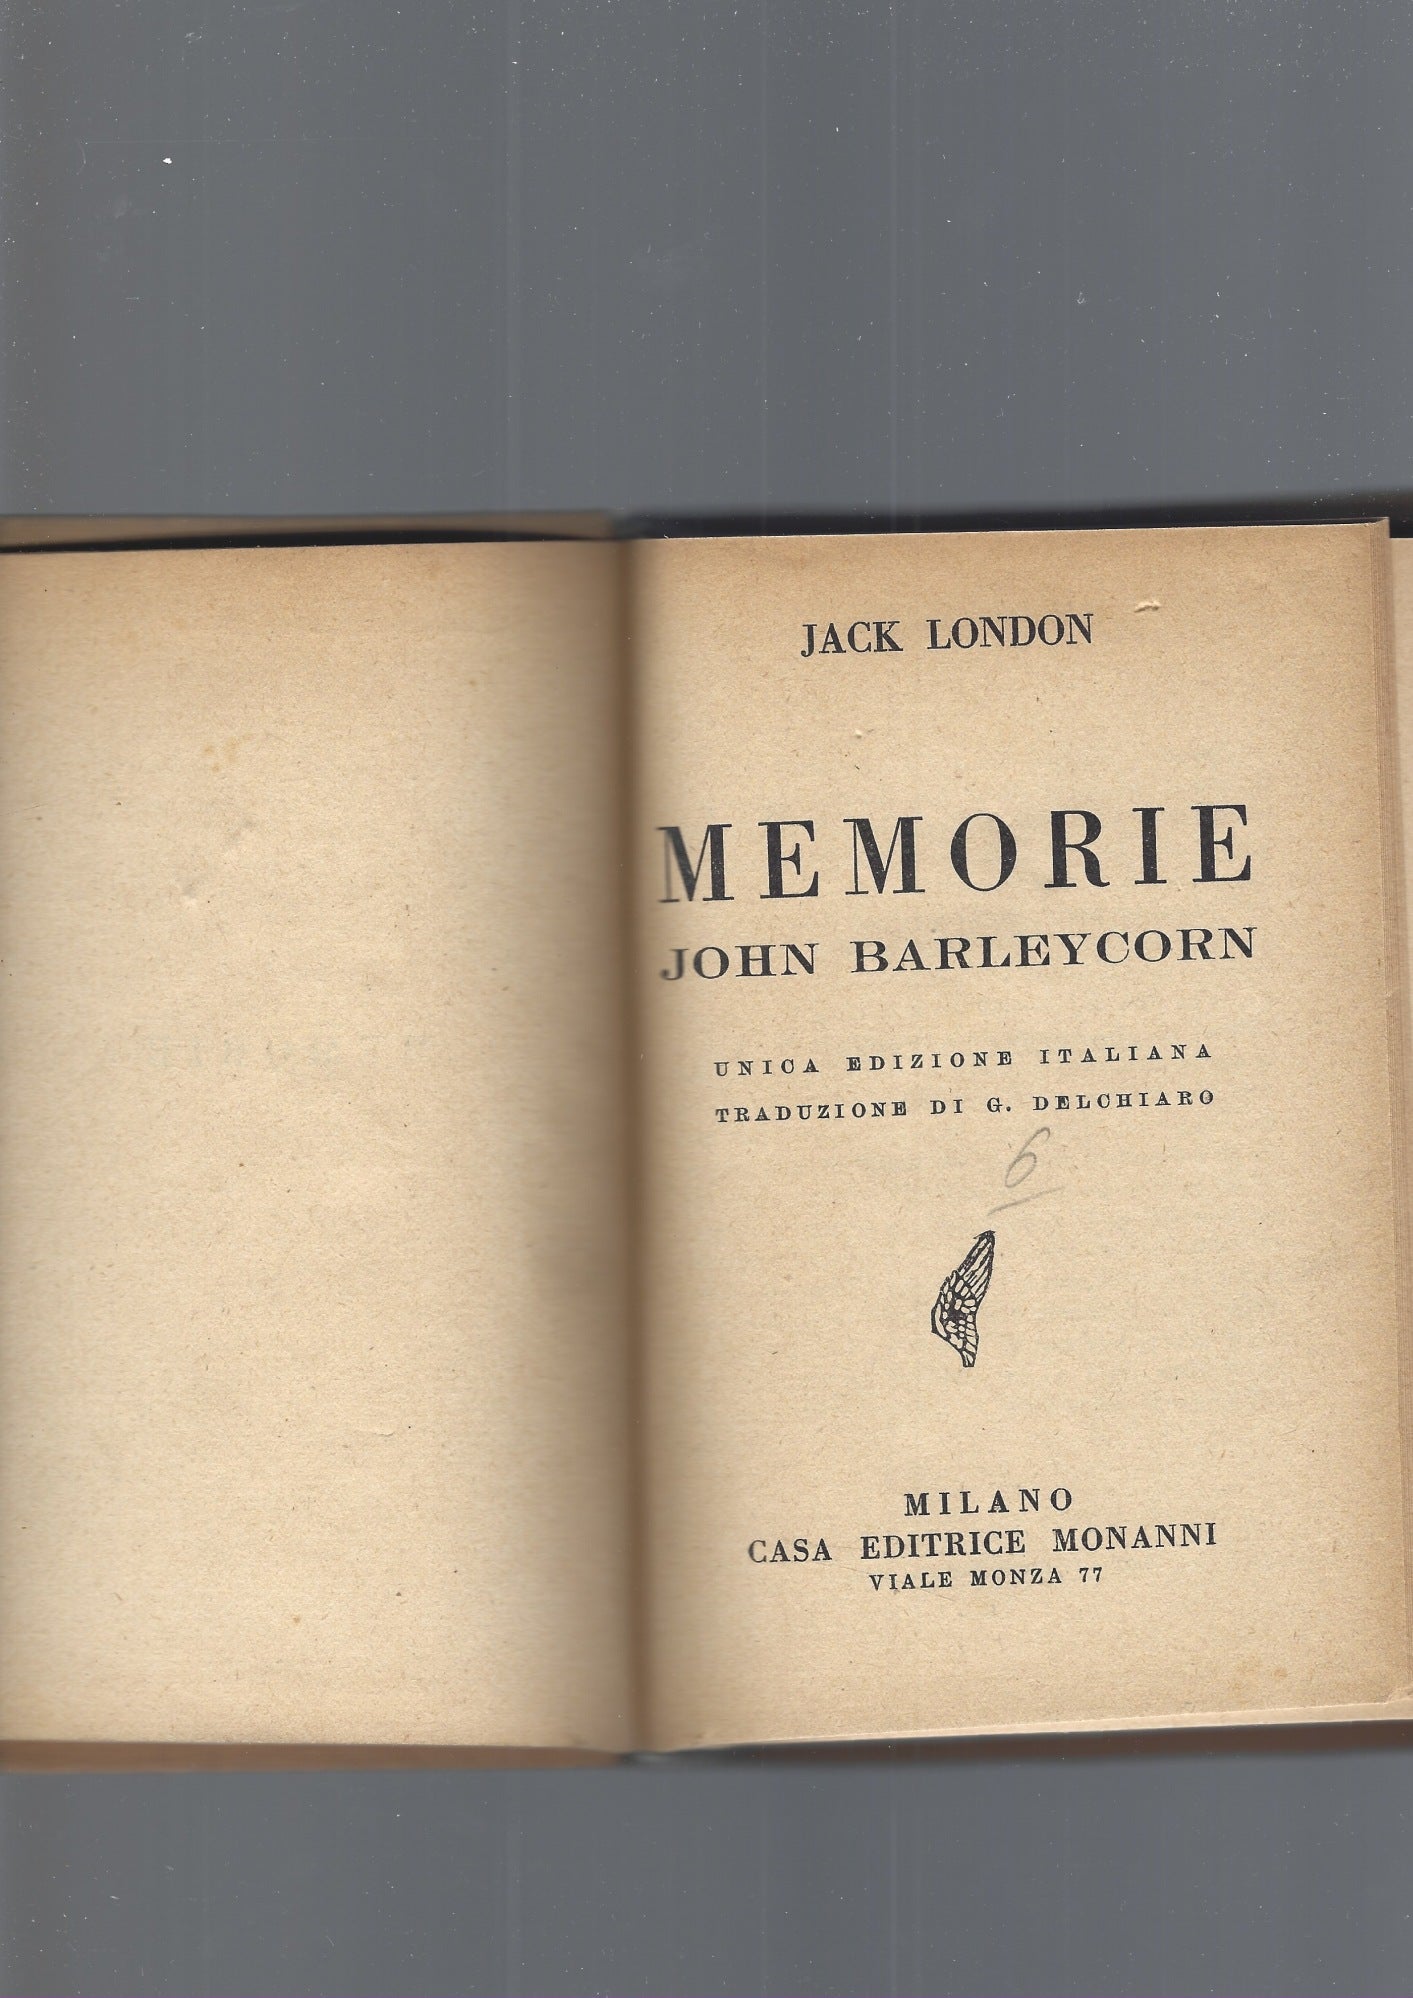 JACK LONDON
MEMORIE
JOHN BARLEYCORN
UNICA EDIZIONE ITALIANA
TRADUZIONE DI G. DELCHIARO
6
MILANO
CASA EDITRICE MONANNI
VIALE MONZA 77